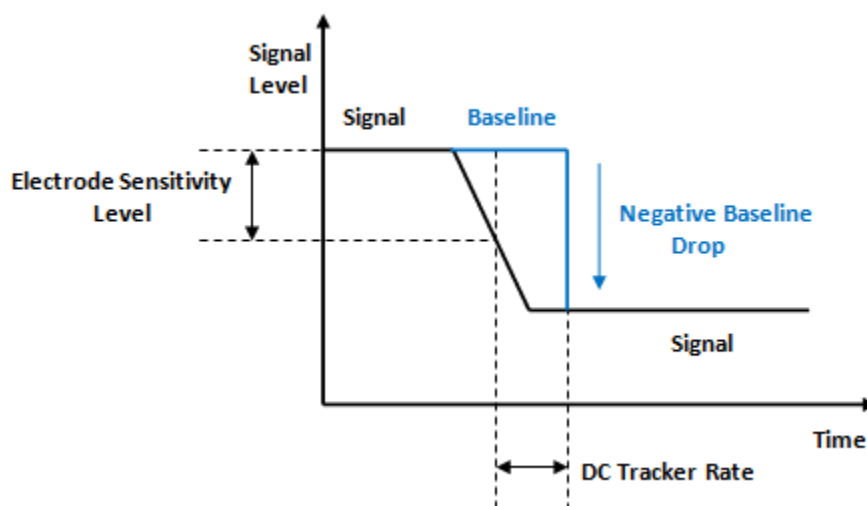 Signal
Level
Signal
Baseline
Electrode Sensitivity
Level
Negative Baseline
Drop
Signal
Time
DC Tracker Rate